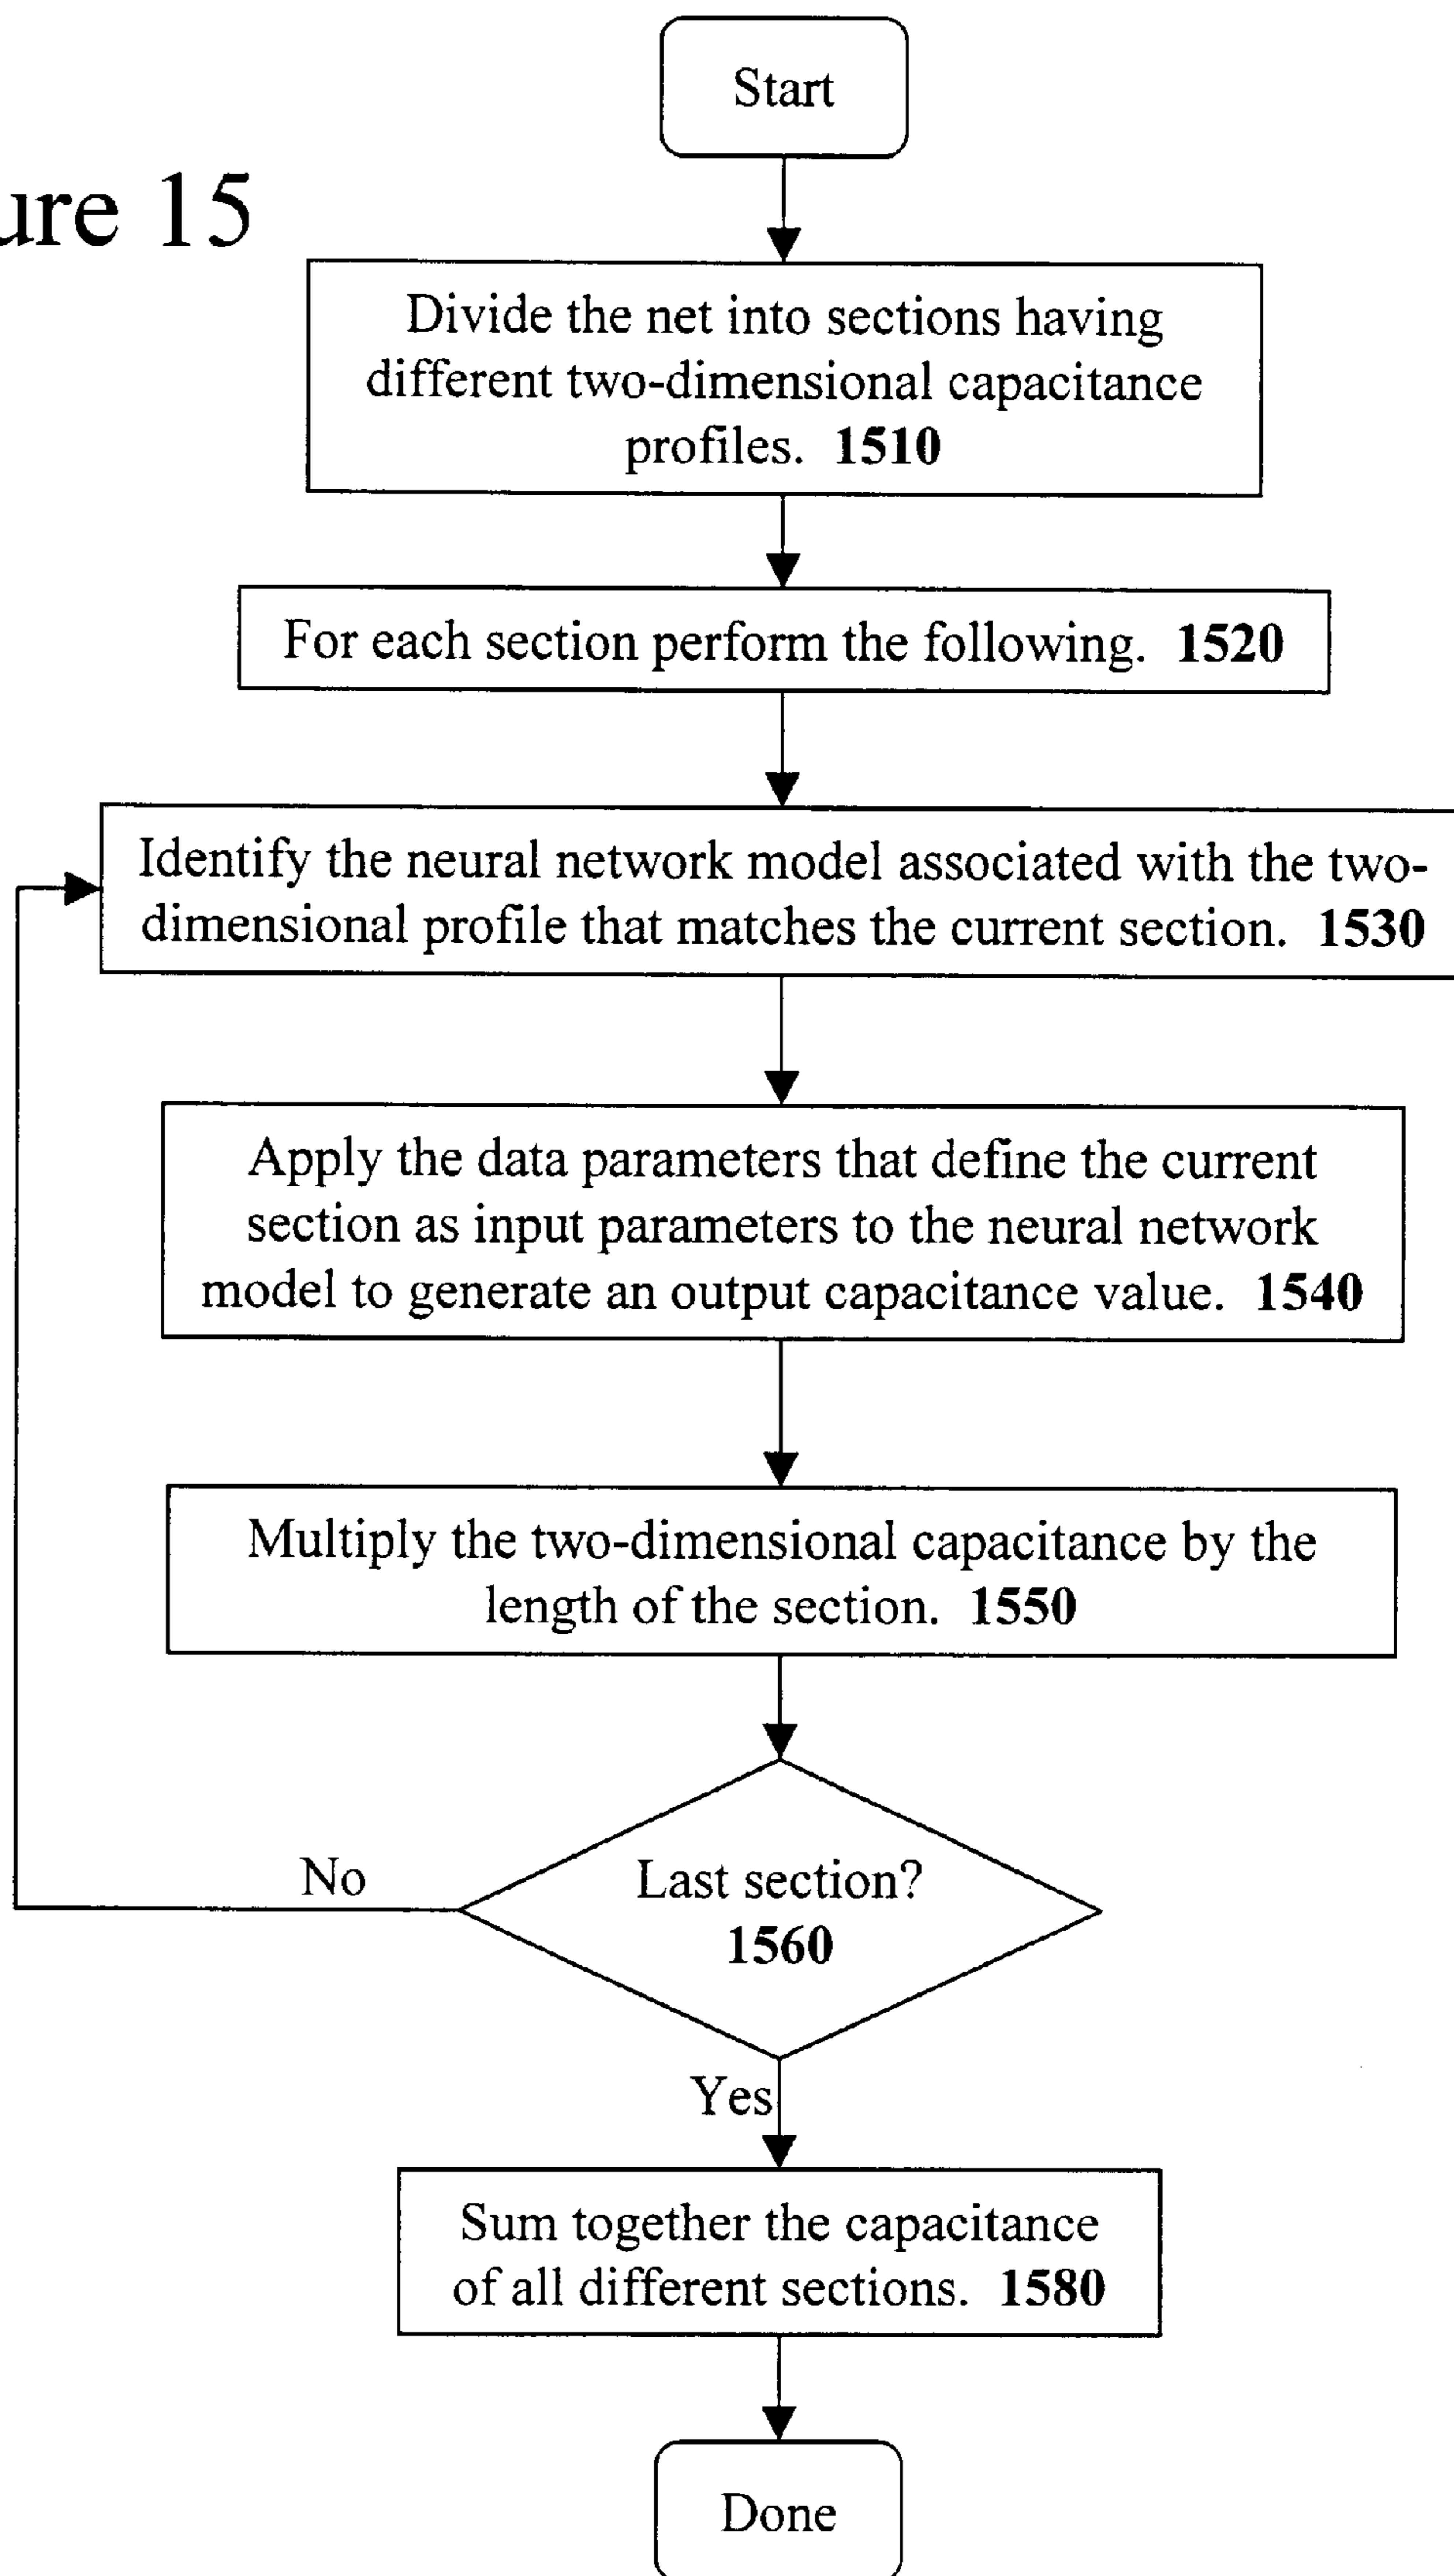 Start
ure 15
Divide the net into sections having
different two-dimensional capacitance
profiles. 1510
For each section perform the following. 1520
Identify the neural network model associated with the two-
dimensional profile that matches the current section. 1530
Apply the data parameters that define the current
section as input parameters to the neural network
model to generate an output capacitance value. 1540
Multiply the two-dimensional capacitance by the
length of the section. 1550
No
Last section?
1560
Yes
Sum together the capacitance
of all different sections. 1580
Done